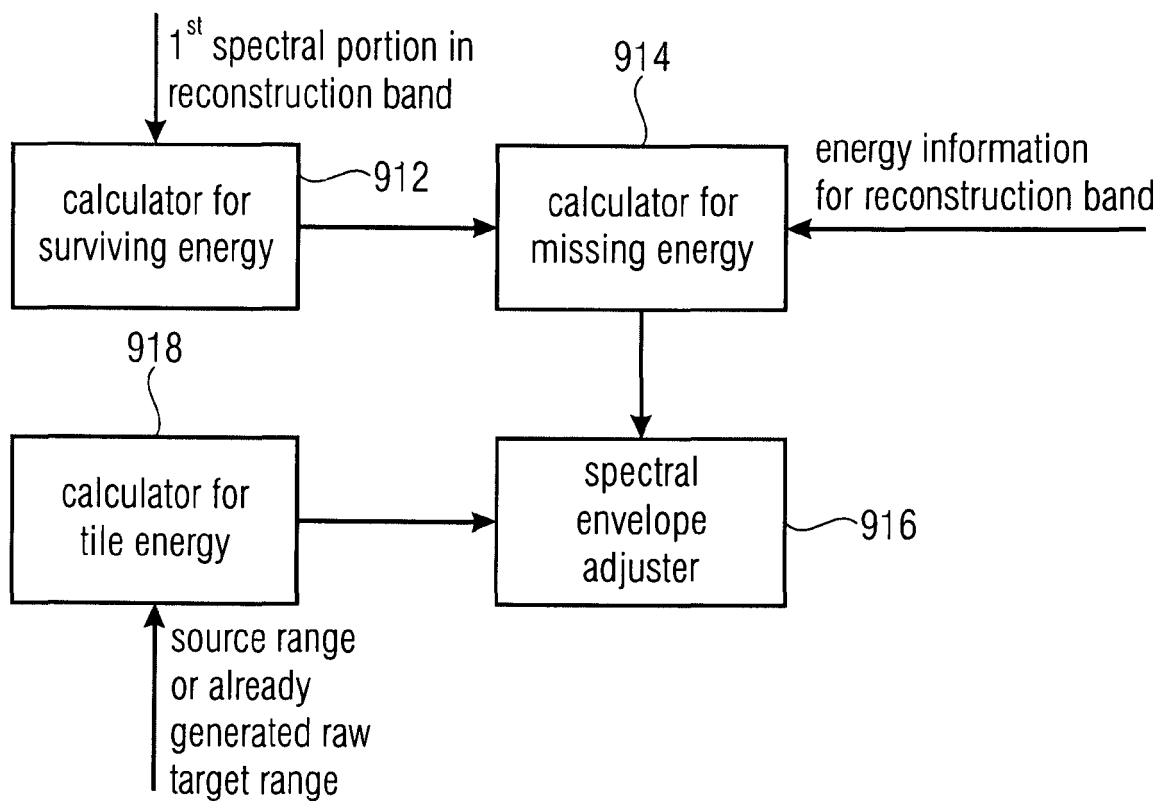 1st spectral portion in
reconstruction band
912
calculator for
surviving energy
914
calculator for
missing energy
energy information
for reconstruction band
918
calculator for
tile energy
spectral
envelope
adjuster
916
source range
or already
generated raw
target range